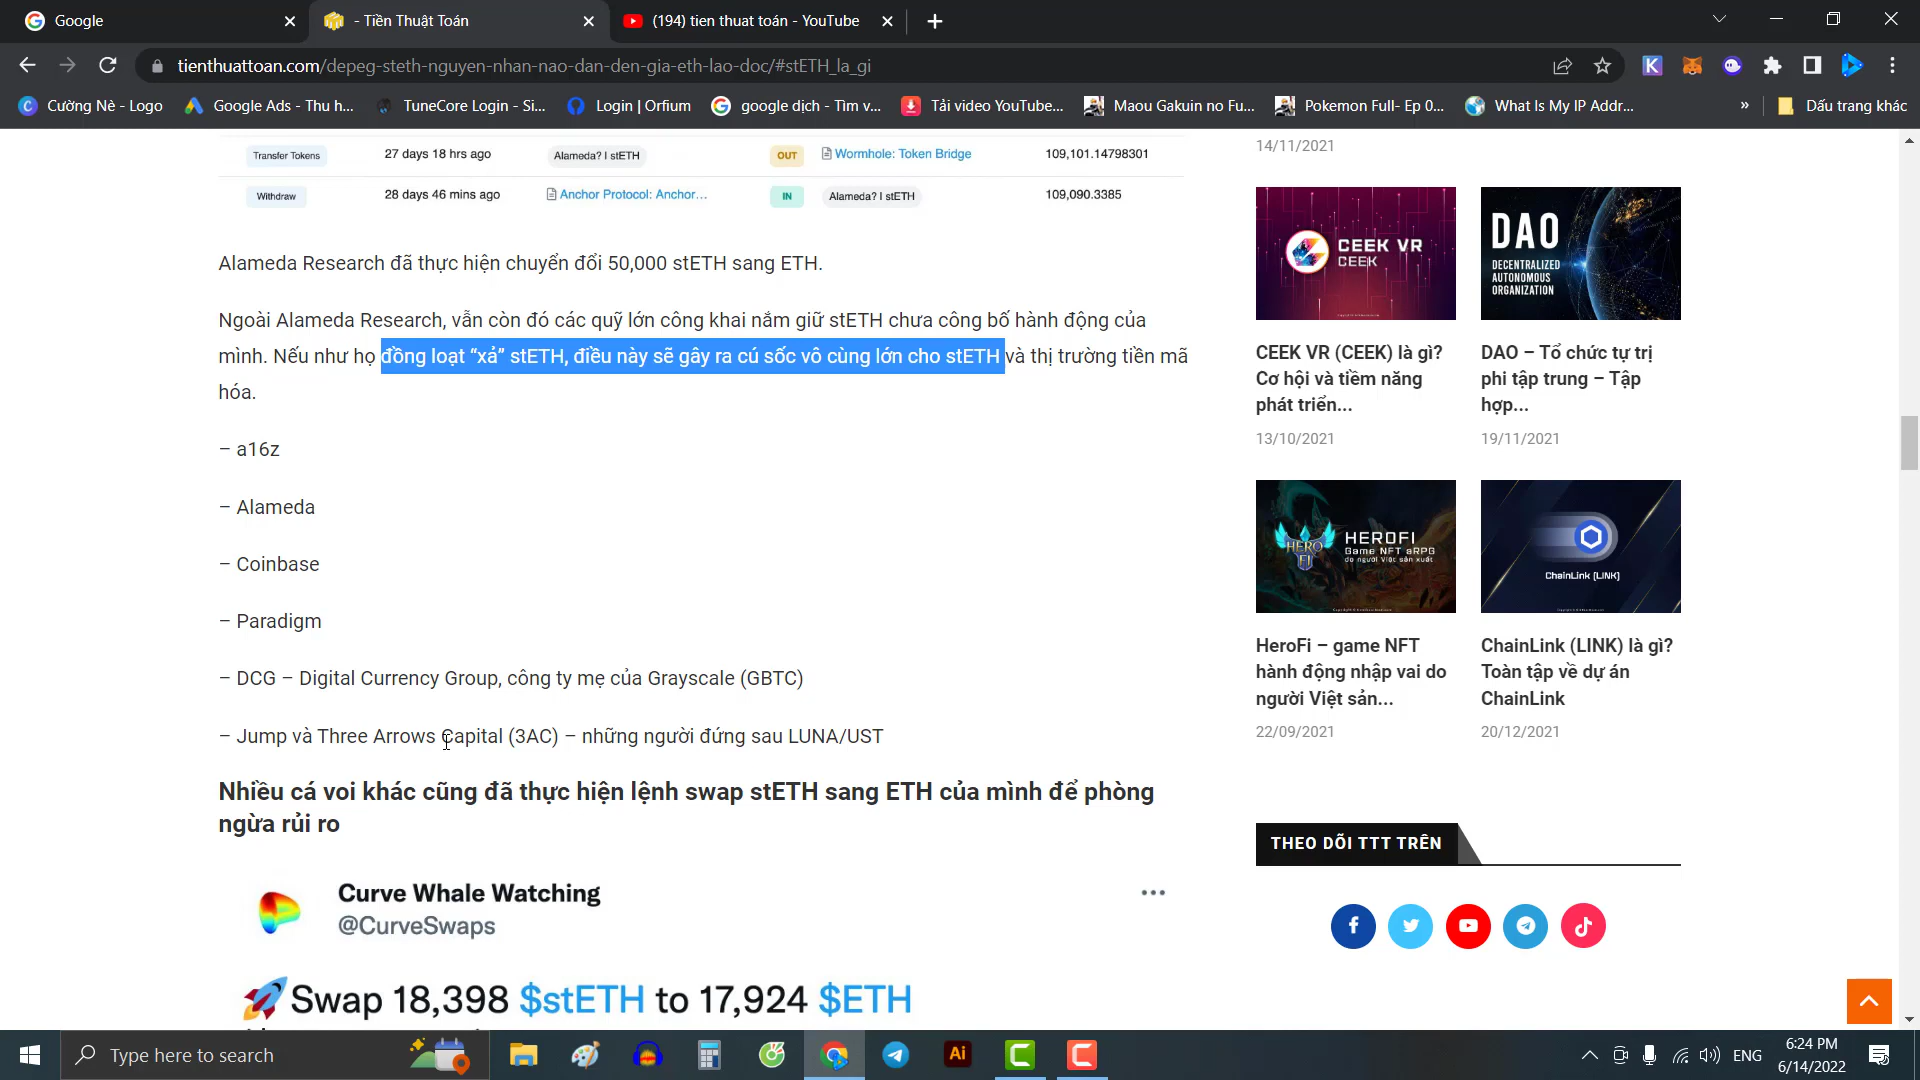 Google
- Tiền Thuật Toán
(194) tien thuat toán - YouTube
tienthuattoan.com/depeg-steth-nguyen-nhan-nao-dan-den-gia-eth-lao-doc/#stETH_la_gi
Cường Nè - Logo
Google Ads - Thu h...
TuneCore Login - Si...
Login | Orfium
google dịch - Tìm v...
Tải video YouTube...
Maou Gakuin no Fu...
Pokemon Full- Ep 0...
What Is My IP Addr...
»
Dấu trang khác
Transfer Tokens 27 days 18 hrs ago Alameda? I stETH OUT Wormhole: Token Bridge 109,101.14798301
Withdraw 28 days 46 mins ago Anchor Protocol: Anchor... IN Alameda? I stETH 109,090.3385
Alameda Research đã thực hiện chuyển đổi 50,000 stETH sang ETH.
Ngoài Alameda Research, vẫn còn đó các quỹ lớn công khai nắm giữ stETH chưa công bố hành động của
mình. Nếu như họ đồng loạt “xả” stETH, điều này sẽ gây ra cú sốc vô cùng lớn cho stETH và thị trường tiền mã
hóa.
– a16z
– Alameda
– Coinbase
– Paradigm
– DCG – Digital Currency Group, công ty mẹ của Grayscale (GBTC)
– Jump và Three Arrows Capital (3AC) – những người đứng sau LUNA/UST
Nhiều cá voi khác cũng đã thực hiện lệnh swap stETH sang ETH của mình để phòng
ngừa rủi ro
Curve Whale Watching
@CurveSwaps
Swap 18,398 $stETH to 17,924 $ETH
14/11/2021
CEEK VR
CEEK
CEEK VR (CEEK) là gì?
Cơ hội và tiềm năng
phát triển...
13/10/2021
DAO
DECENTRALIZED
AUTONOMOUS
ORGANIZATION
DAO – Tổ chức tự trị
phi tập trung – Tập
hợp...
19/11/2021
HERO
FI
HEROFI
Game NFT aRPG
do người Việt sản xuất
HeroFi – game NFT
hành động nhập vai do
người Việt sản...
22/09/2021
ChainLink (LINK)
ChainLink (LINK) là gì?
Toàn tập về dự án
ChainLink
20/12/2021
THEO DÕI TTT TRÊN
Type here to search
Ai
ENG
6:24 PM
6/14/2022